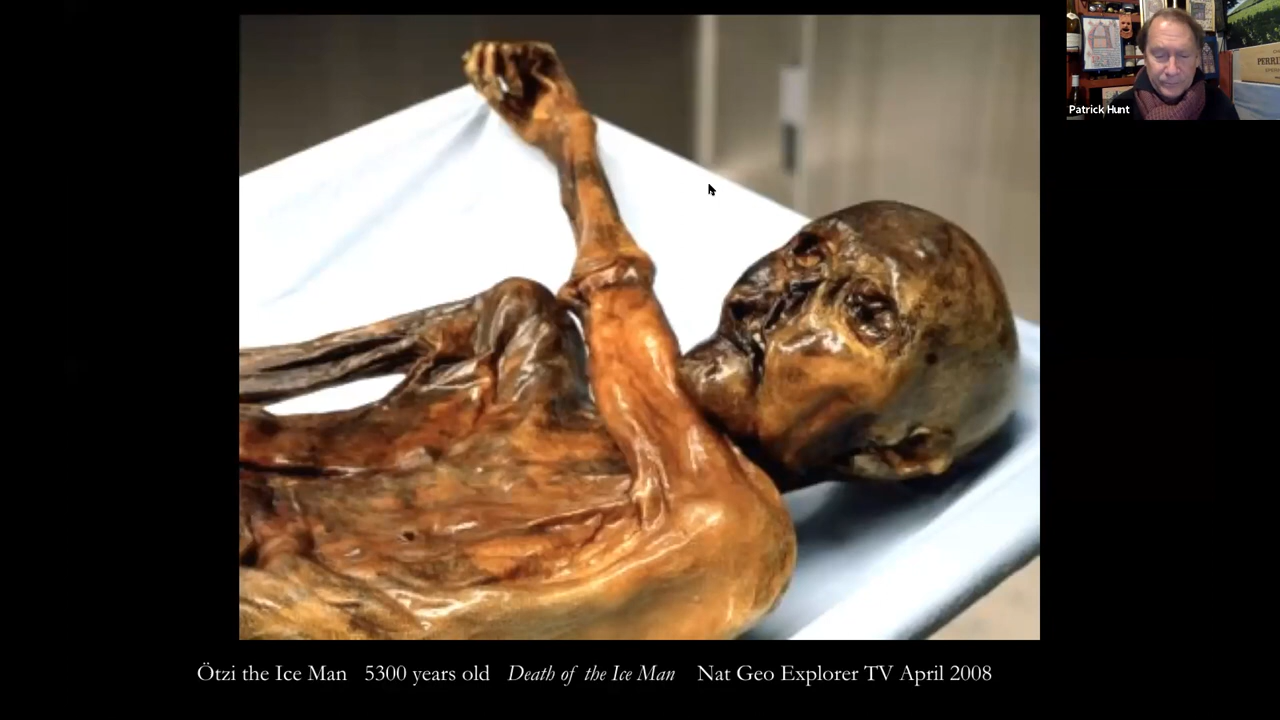 Patrick Hunt
Ötzi the Ice Man 5300 years old Death of the Ice Man Nat Geo Explorer TV April 2008